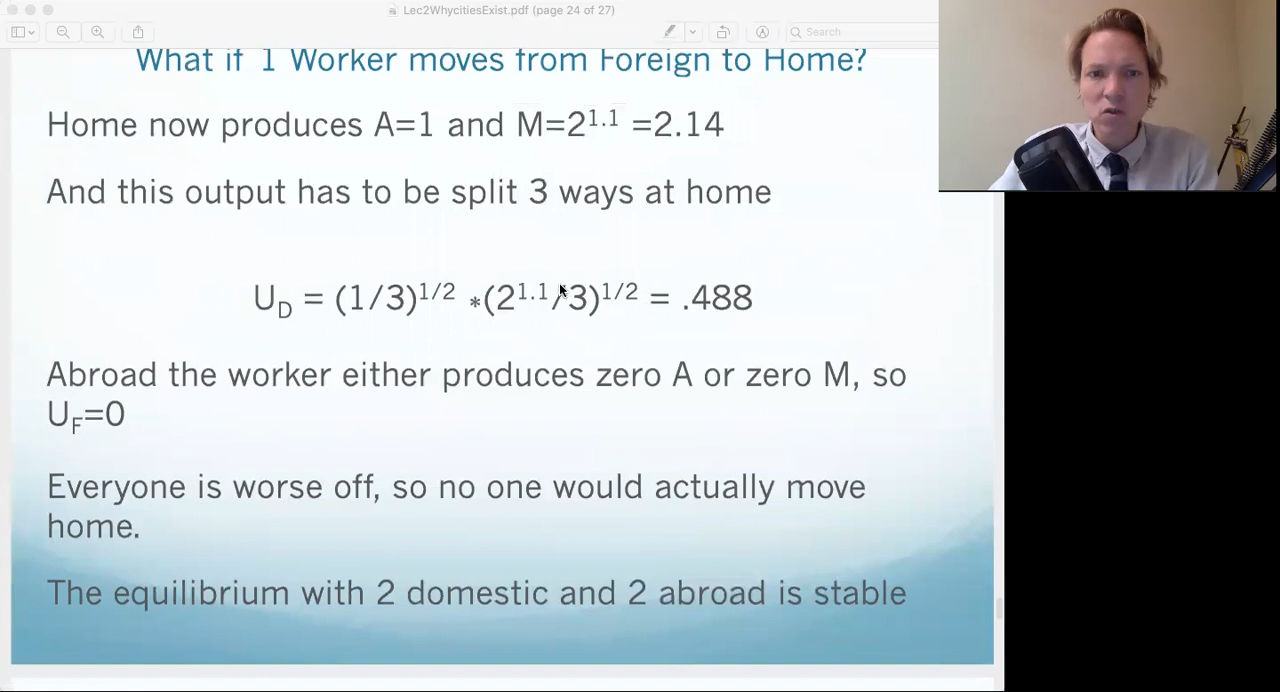 Lec2WhycitiesExist.pdf (page 24 of 27)
Search
What if 1 Worker moves from Foreign to Home?
Home now produces A=1 and M=2^1.1 =2.14
And this output has to be split 3 ways at home
U_D = (1/3)^1/2 *(2^1.1/3)^1/2 = .488
Abroad the worker either produces zero A or zero M, so
U_F=0
Everyone is worse off, so no one would actually move
home.
The equilibrium with 2 domestic and 2 abroad is stable